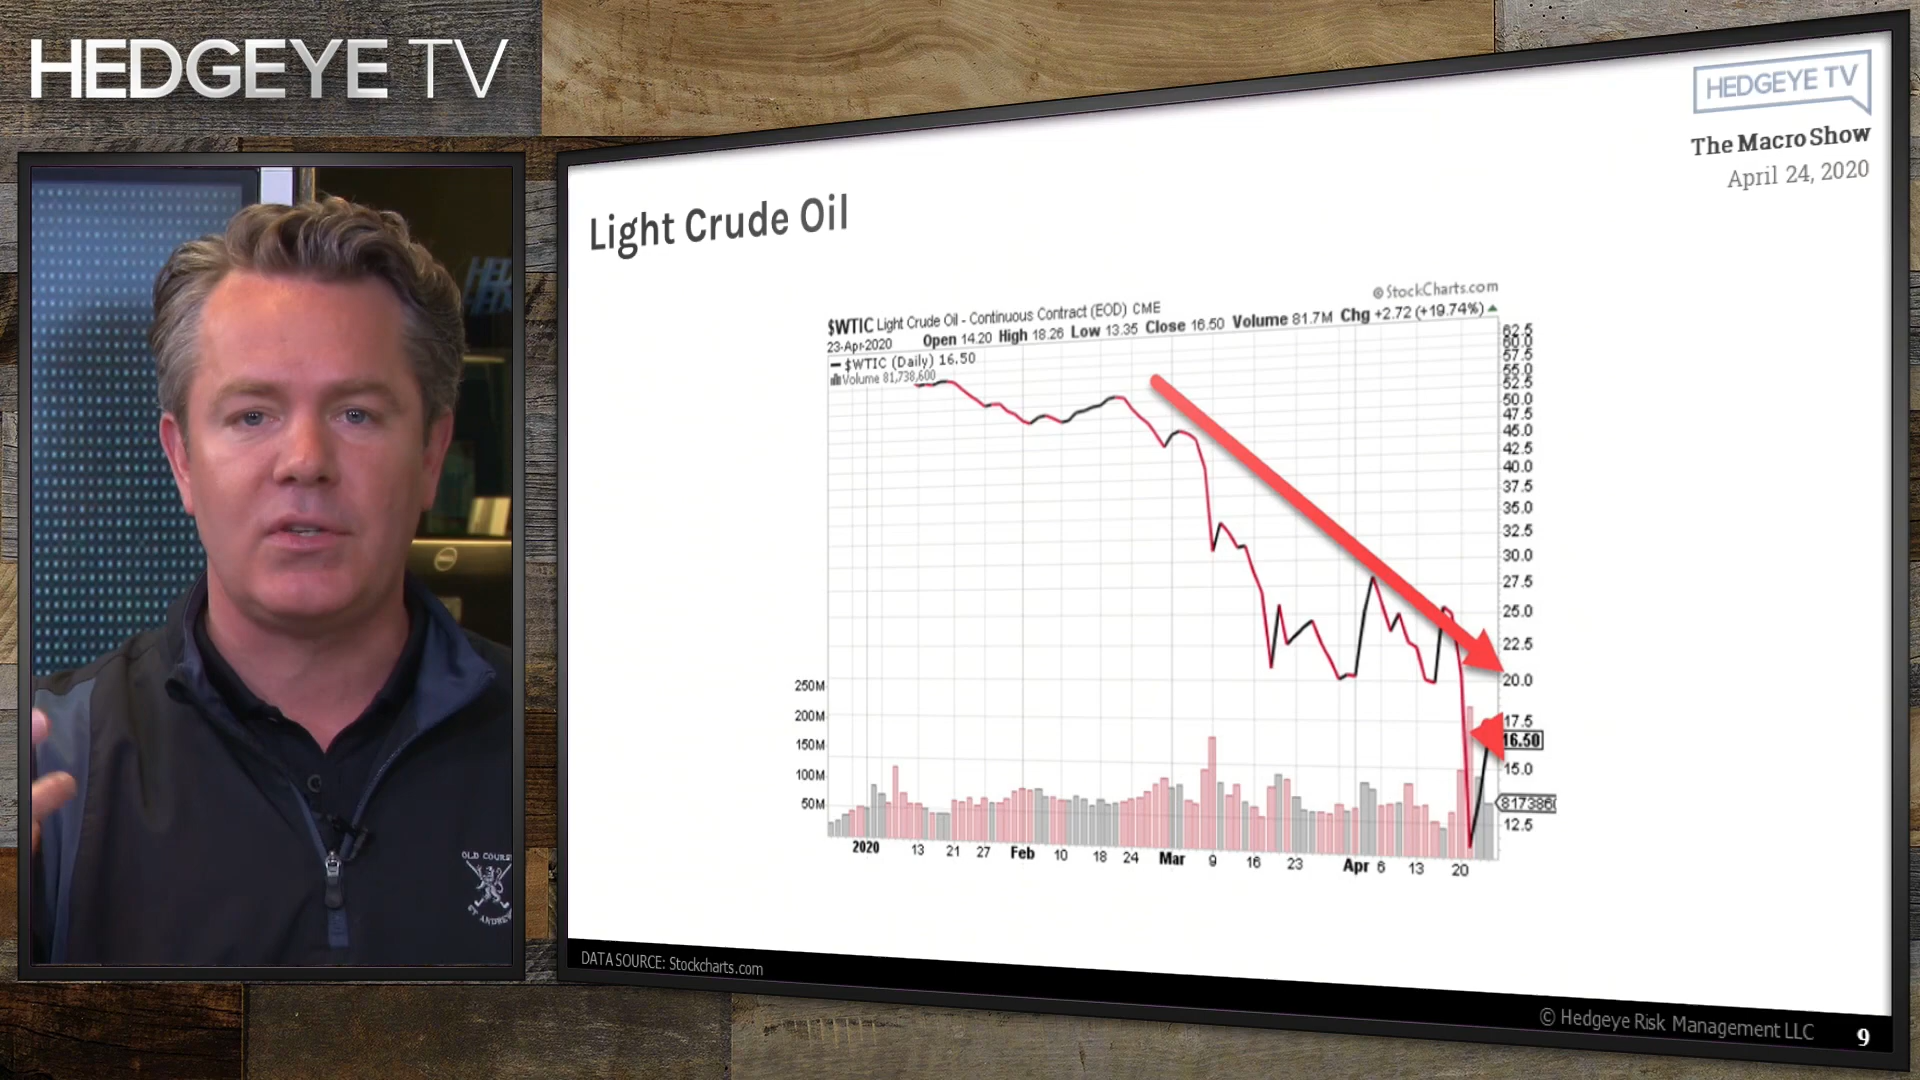 HEDGEYE TV
HEDGEYE TV
The Macro Show
April 24, 2020
Light Crude Oil
© StockCharts.com
$WTIC Light Crude Oil - Continuous Contract (EOD) CME
23-Apr-2020 Open 14.20 High 18.26 Low 13.35 Close 16.50 Volume 81.7M Chg +2.72 (+19.74%)
$WTIC (Daily) 16.50
Volume 81,738,600
62.5
60.0
57.5
55.0
52.5
50.0
47.5
45.0
42.5
40.0
37.5
35.0
32.5
30.0
27.5
25.0
22.5
20.0
17.5
16.50
15.0
8173860
12.5
250M
200M
150M
100M
50M
2020 13 21 27 Feb 10 18 24 Mar 9 16 23 Apr 6 13 20
OLD COURSE
ST ANDREW
DATA SOURCE: Stockcharts.com
© Hedgeye Risk Management LLC 9